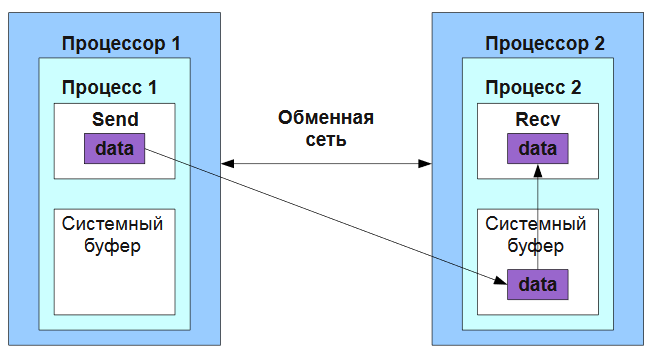 Процессор 1
Процесс 1
Send
data
Системный
буфер
Обменная
сеть
Процессор 2
Процесс 2
Recv
data
Системный
буфер
data